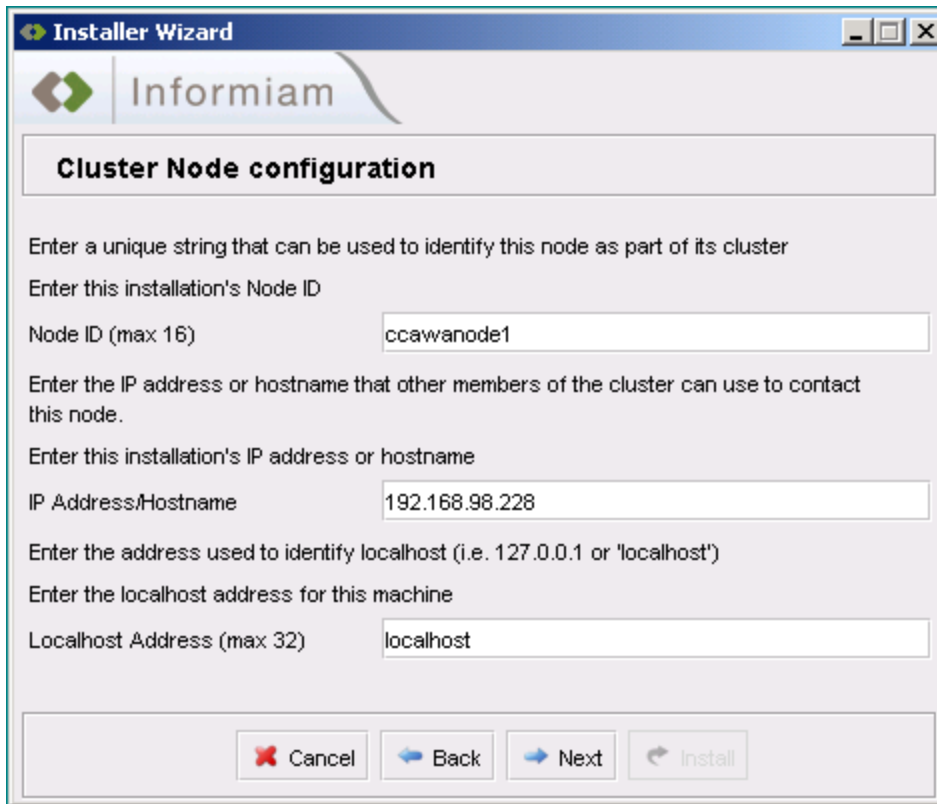 Installer Wizard
Informiam
Cluster Node configuration
Enter a unique string that can be used to identify this node as part of its cluster
Enter this installation's Node ID
Node ID (max 16) ccawanode1
Enter the IP address or hostname that other members of the cluster can use to contact
this node.
Enter this installation's IP address or hostname
IP Address/Hostname 192.168.98.228
Enter the address used to identify localhost (i.e. 127.0.0.1 or 'localhost')
Enter the localhost address for this machine
Localhost Address (max 32) localhost
Cancel Back Next Install